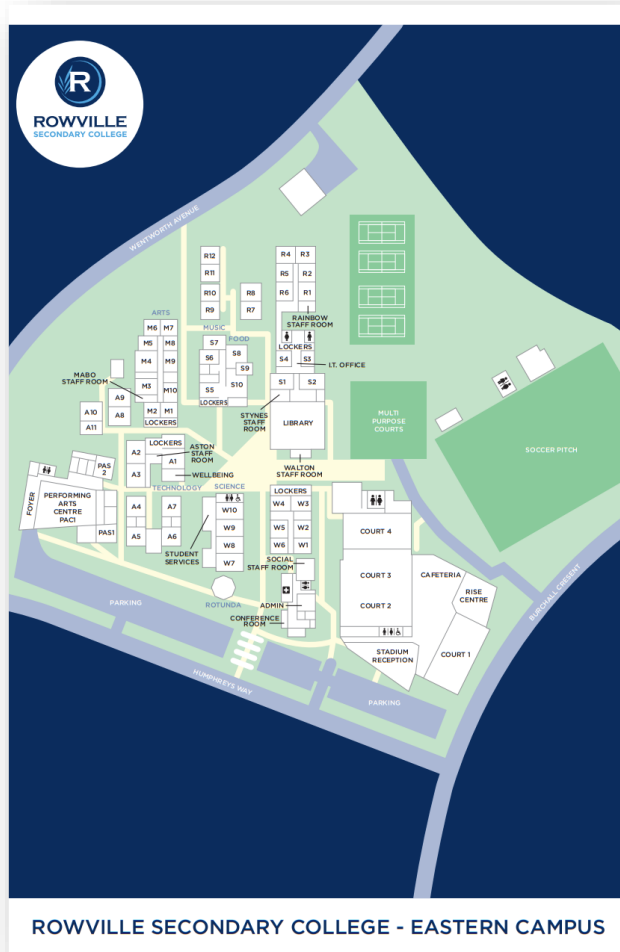 R
ROWVILLE
SECONDARY COLLEGE
WENTWORTH AVENUE
R12
R11
R10
R9
R8
R7
R4 R3
R5 R2
R6 R1
RAINBOW
STAFF ROOM
ARTS
MUSIC
FOOD
M6 M7
M5 M8
M4 M9
M3 M10
M2 M1
LOCKERS
MABO
STAFF ROOM
S7
S6 S8
S9
S5 S10
LOCKERS
LOCKERS
S4 S3
I.T. OFFICE
S1 S2
STYNES
STAFF
ROOM
LIBRARY
WALTON
STAFF ROOM
MULTI
PURPOSE
COURTS
SOCCER PITCH
A9
A10 A8
A11
LOCKERS
ASTON
STAFF
ROOM
A2
A1
A3
WELLBEING
TECHNOLOGY
SCIENCE
PAS
2
FOYER
PERFORMING
ARTS
CENTRE
PAC1
PAS1
A4 A7
A5 A6
STUDENT
SERVICES
W10
W9
W8
W7
LOCKERS
W4 W3
W5 W2
W6 W1
SOCIAL
STAFF ROOM
ROTUNDA
ADMIN
CONFERENCE
ROOM
COURT 4
COURT 3
COURT 2
CAFETERIA
RISE
CENTRE
COURT 1
STADIUM
RECEPTION
BURCHALL CRESENT
PARKING
HUMPHREYS WAY
PARKING
ROWVILLE SECONDARY COLLEGE - EASTERN CAMPUS